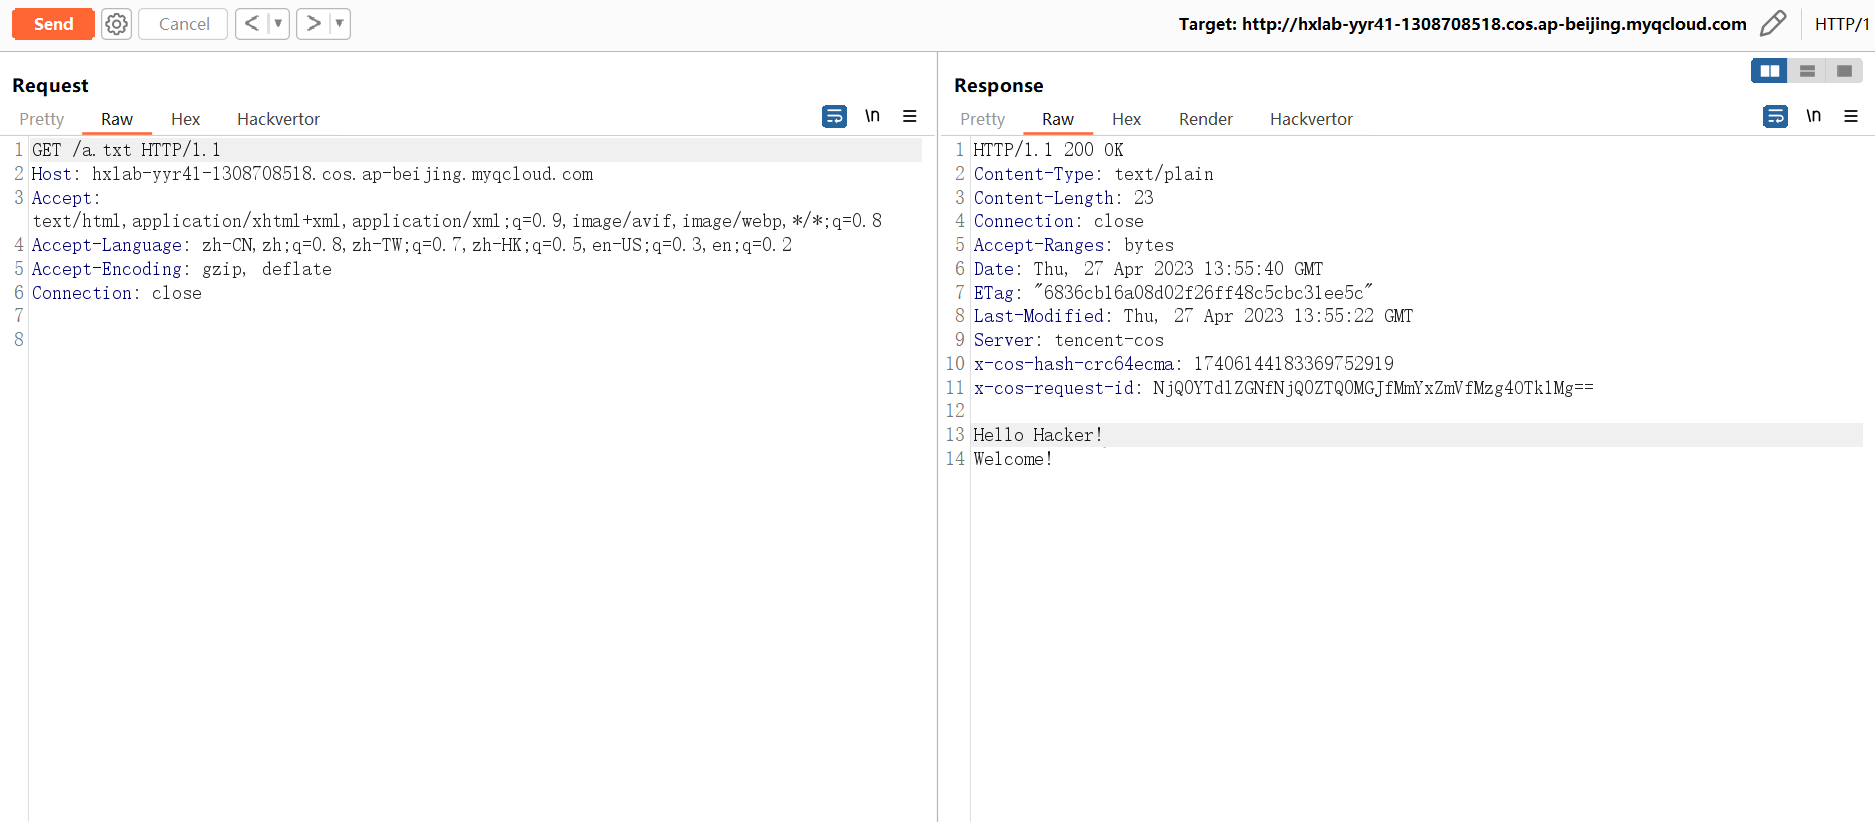 Send
Cancel
< ▼
> ▼
Target: http://hxlab-yyr41-1308708518.cos.ap-beijing.myqcloud.com
HTTP/1
Request
Pretty Raw Hex Hackvertor
\n
1 GET /a.txt HTTP/1.1
2 Host: hxlab-yyr41-1308708518.cos.ap-beijing.myqcloud.com
3 Accept:
text/html,application/xhtml+xml,application/xml;q=0.9,image/avif,image/webp,*/*;q=0.8
4 Accept-Language: zh-CN,zh;q=0.8,zh-TW;q=0.7,zh-HK;q=0.5,en-US;q=0.3,en;q=0.2
5 Accept-Encoding: gzip, deflate
6 Connection: close
7
8
Response
Pretty Raw Hex Render Hackvertor
\n
1 HTTP/1.1 200 OK
2 Content-Type: text/plain
3 Content-Length: 23
4 Connection: close
5 Accept-Ranges: bytes
6 Date: Thu, 27 Apr 2023 13:55:40 GMT
7 ETag: "6836cb16a08d02f26ff48c5cbc31ee5c"
8 Last-Modified: Thu, 27 Apr 2023 13:55:22 GMT
9 Server: tencent-cos
10 x-cos-hash-crc64ecma: 17406144183369752919
11 x-cos-request-id: NjQ0YTdlZGNfNjQ0ZTQ0MGJfMmYxZmVfMzg4OTk1Mg==
12
13 Hello Hacker!
14 Welcome!